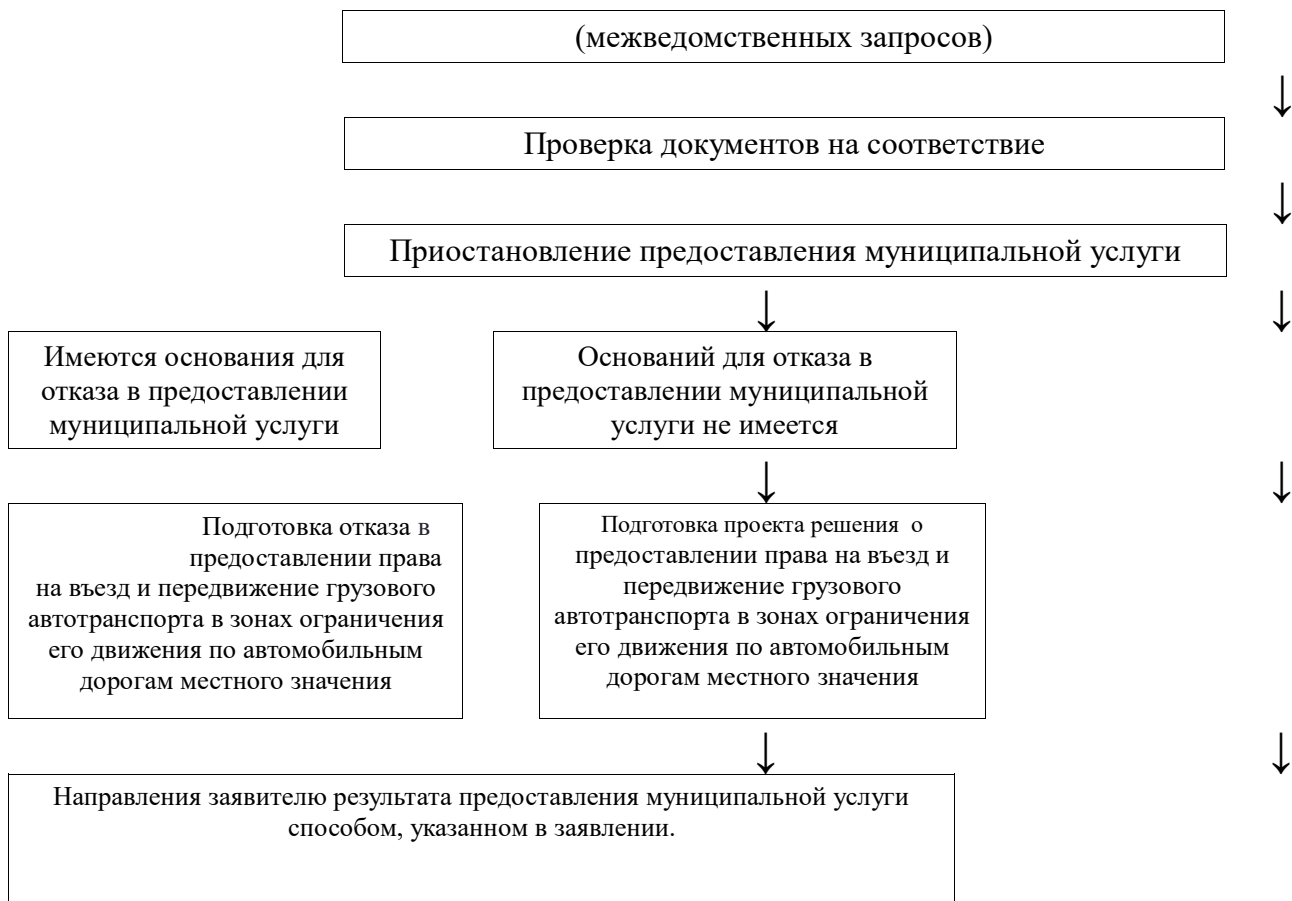 (межведомственных запросов)
↓
Проверка документов на соответствие
↓
Приостановление предоставления муниципальной услуги
↓ ↓
Имеются основания для
отказа в предоставлении
муниципальной услуги
Оснований для отказа в
предоставлении муниципальной
услуги не имеется
↓ ↓
Подготовка отказа в
предоставлении права
на въезд и передвижение грузового
автотранспорта в зонах ограничения
его движения по автомобильным
дорогам местного значения
Подготовка проекта решения о
предоставлении права на въезд и
передвижение грузового
автотранспорта в зонах ограничения
его движения по автомобильным
дорогам местного значения
↓ ↓
Направления заявителю результата предоставления муниципальной услуги
способом, указанном в заявлении.